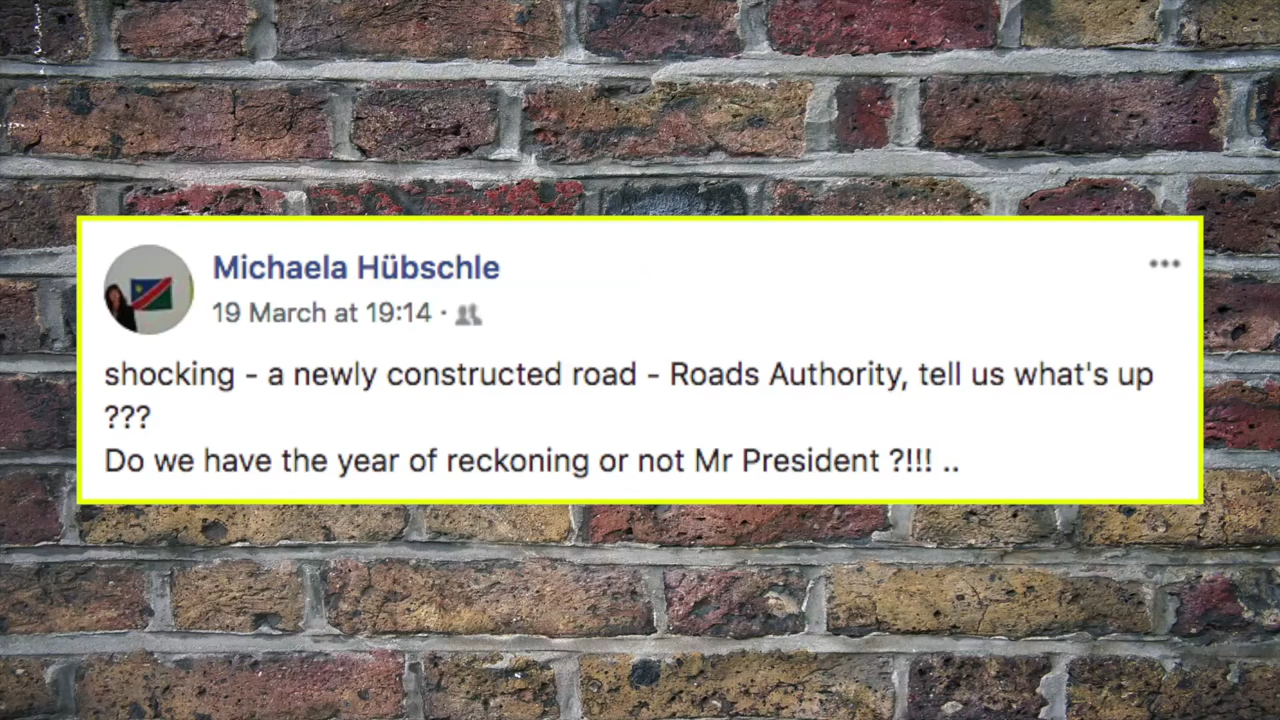 Michaela Hübschle
19 March at 19:14 ·
shocking - a newly constructed road - Roads Authority, tell us what's up
???
Do we have the year of reckoning or not Mr President ?!!! ..